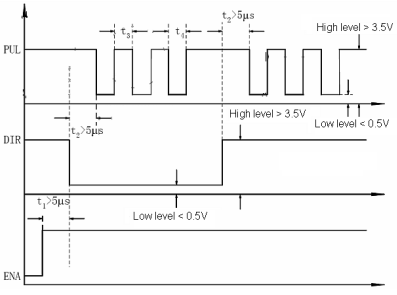 t₂>5µs
High level > 3.5V
PUL
t₃
t₄
High level > 3.5V
Low level < 0.5V
t₂>5µs
DIR
t₁>5µs
Low level < 0.5V
ENA